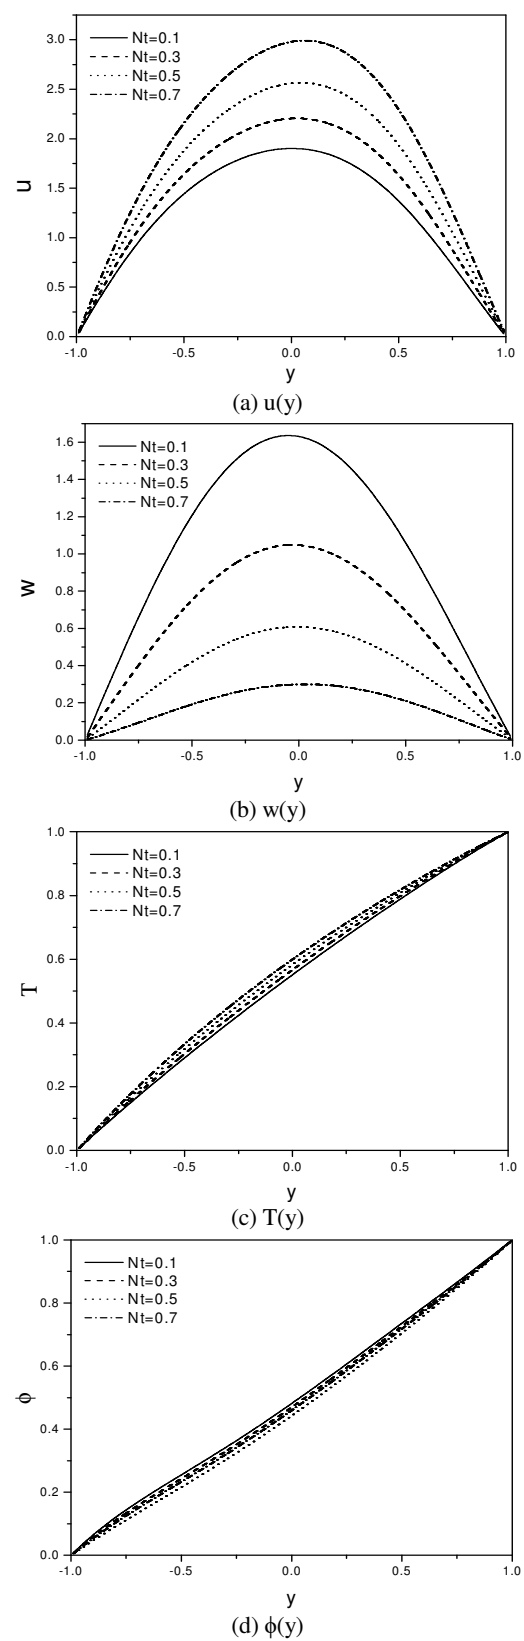 3.0
2.5
2.0
1.5
1.0
0.5
0.0
u
Nt=0.1
Nt=0.3
Nt=0.5
Nt=0.7
-1.0 -0.5 0.0 0.5 1.0
y
(a) u(y)
1.6
1.4
1.2
1.0
0.8
0.6
0.4
0.2
0.0
w
Nt=0.1
Nt=0.3
Nt=0.5
Nt=0.7
-1.0 -0.5 0.0 0.5 1.0
y
(b) w(y)
1.0
0.8
0.6
0.4
0.2
0.0
T
Nt=0.1
Nt=0.3
Nt=0.5
Nt=0.7
-1.0 -0.5 0.0 0.5 1.0
y
(c) T(y)
1.0
0.8
0.6
0.4
0.2
0.0
ϕ
Nt=0.1
Nt=0.3
Nt=0.5
Nt=0.7
-1.0 -0.5 0.0 0.5 1.0
y
(d) ϕ(y)